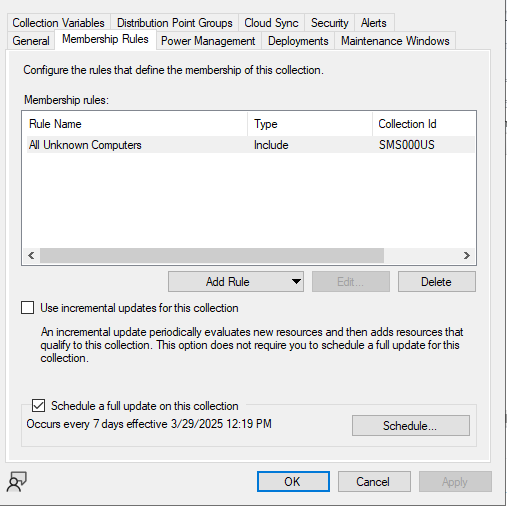 Collection Variables Distribution Point Groups Cloud Sync Security Alerts
General Membership Rules Power Management Deployments Maintenance Windows
Configure the rules that define the membership of this collection.
Membership rules:
Rule Name Type Collection Id
All Unknown Computers Include SMS000US
Add Rule Edit... Delete
Use incremental updates for this collection
An incremental update periodically evaluates new resources and then adds resources that
qualify to this collection. This option does not require you to schedule a full update for this
collection.
Schedule a full update on this collection
Occurs every 7 days effective 3/29/2025 12:19 PM
Schedule...
OK Cancel Apply